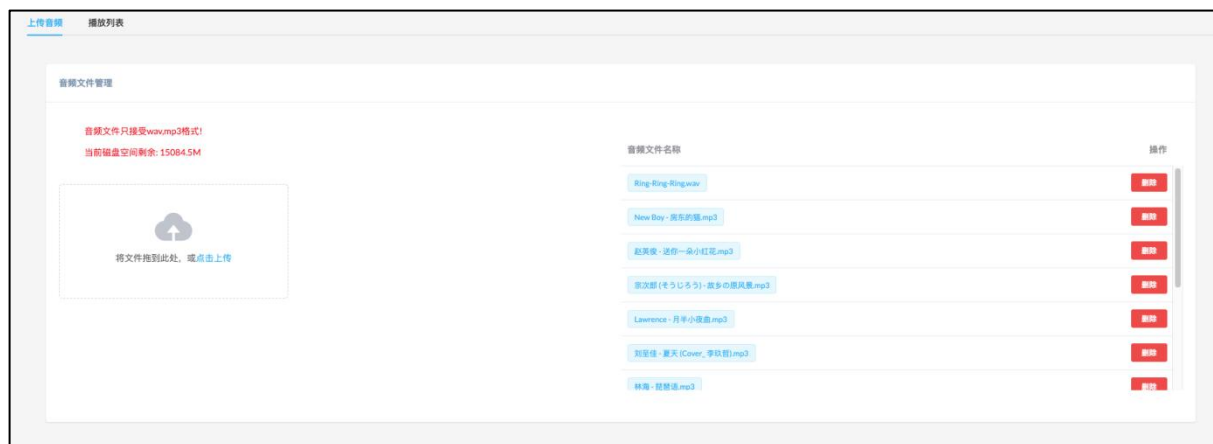 上传音频 播放列表
音频文件管理
音频文件只接受wav,mp3格式!
当前磁盘空间剩余: 15084.5M
将文件拖到此处，或点击上传
音频文件名称 操作
Ring-Ring-Ring.wav 删除
New Boy - 房东的猫.mp3 删除
赵英俊 - 送你一朵小红花.mp3 删除
宗次郎 (そうじろう) - 故乡の原风景.mp3 删除
Lawrence - 月半小夜曲.mp3 删除
刘至佳 - 夏天 (Cover_ 李玖哲).mp3 删除
林海 - 琵琶语.mp3 删除